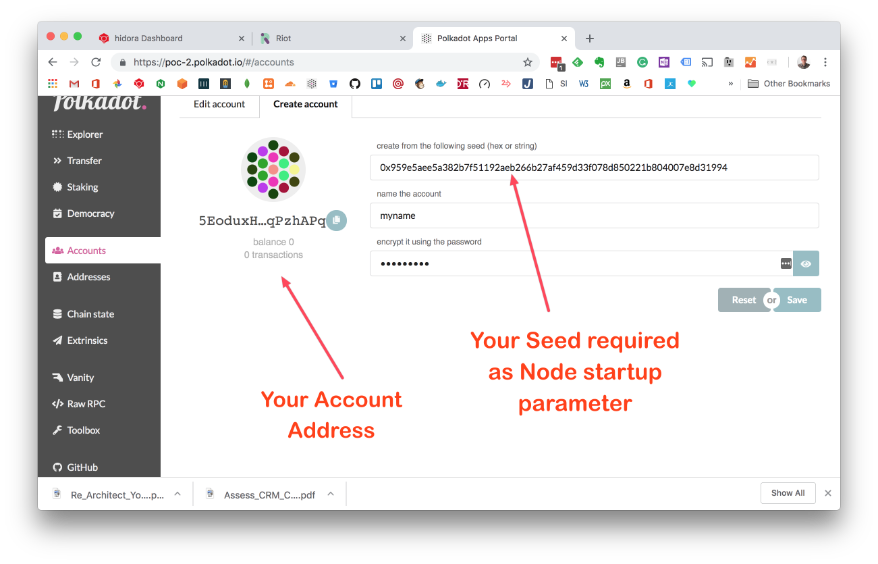 hidora Dashboard
Riot
Polkadot Apps Portal
https://poc-2.polkadot.io/#/accounts
SI
W3
Other Bookmarks
Polkadot.
Edit account
Create account
Explorer
Transfer
Staking
Democracy
Accounts
Addresses
Chain state
Extrinsics
Vanity
Raw RPC
Toolbox
GitHub
5EoduxH...qPzhAPq
balance 0
0 transactions
create from the following seed (hex or string)
0x959e5aee5a382b7f51192aeb266b27af459d33f078d850221b804007e8d31994
name the account
myname
encrypt it using the password
•••••••••
Reset or Save
Your Account
Address
Your Seed required
as Node startup
parameter
Re_Architect_Yo....p...
Assess_CRM_C....pdf
Show All